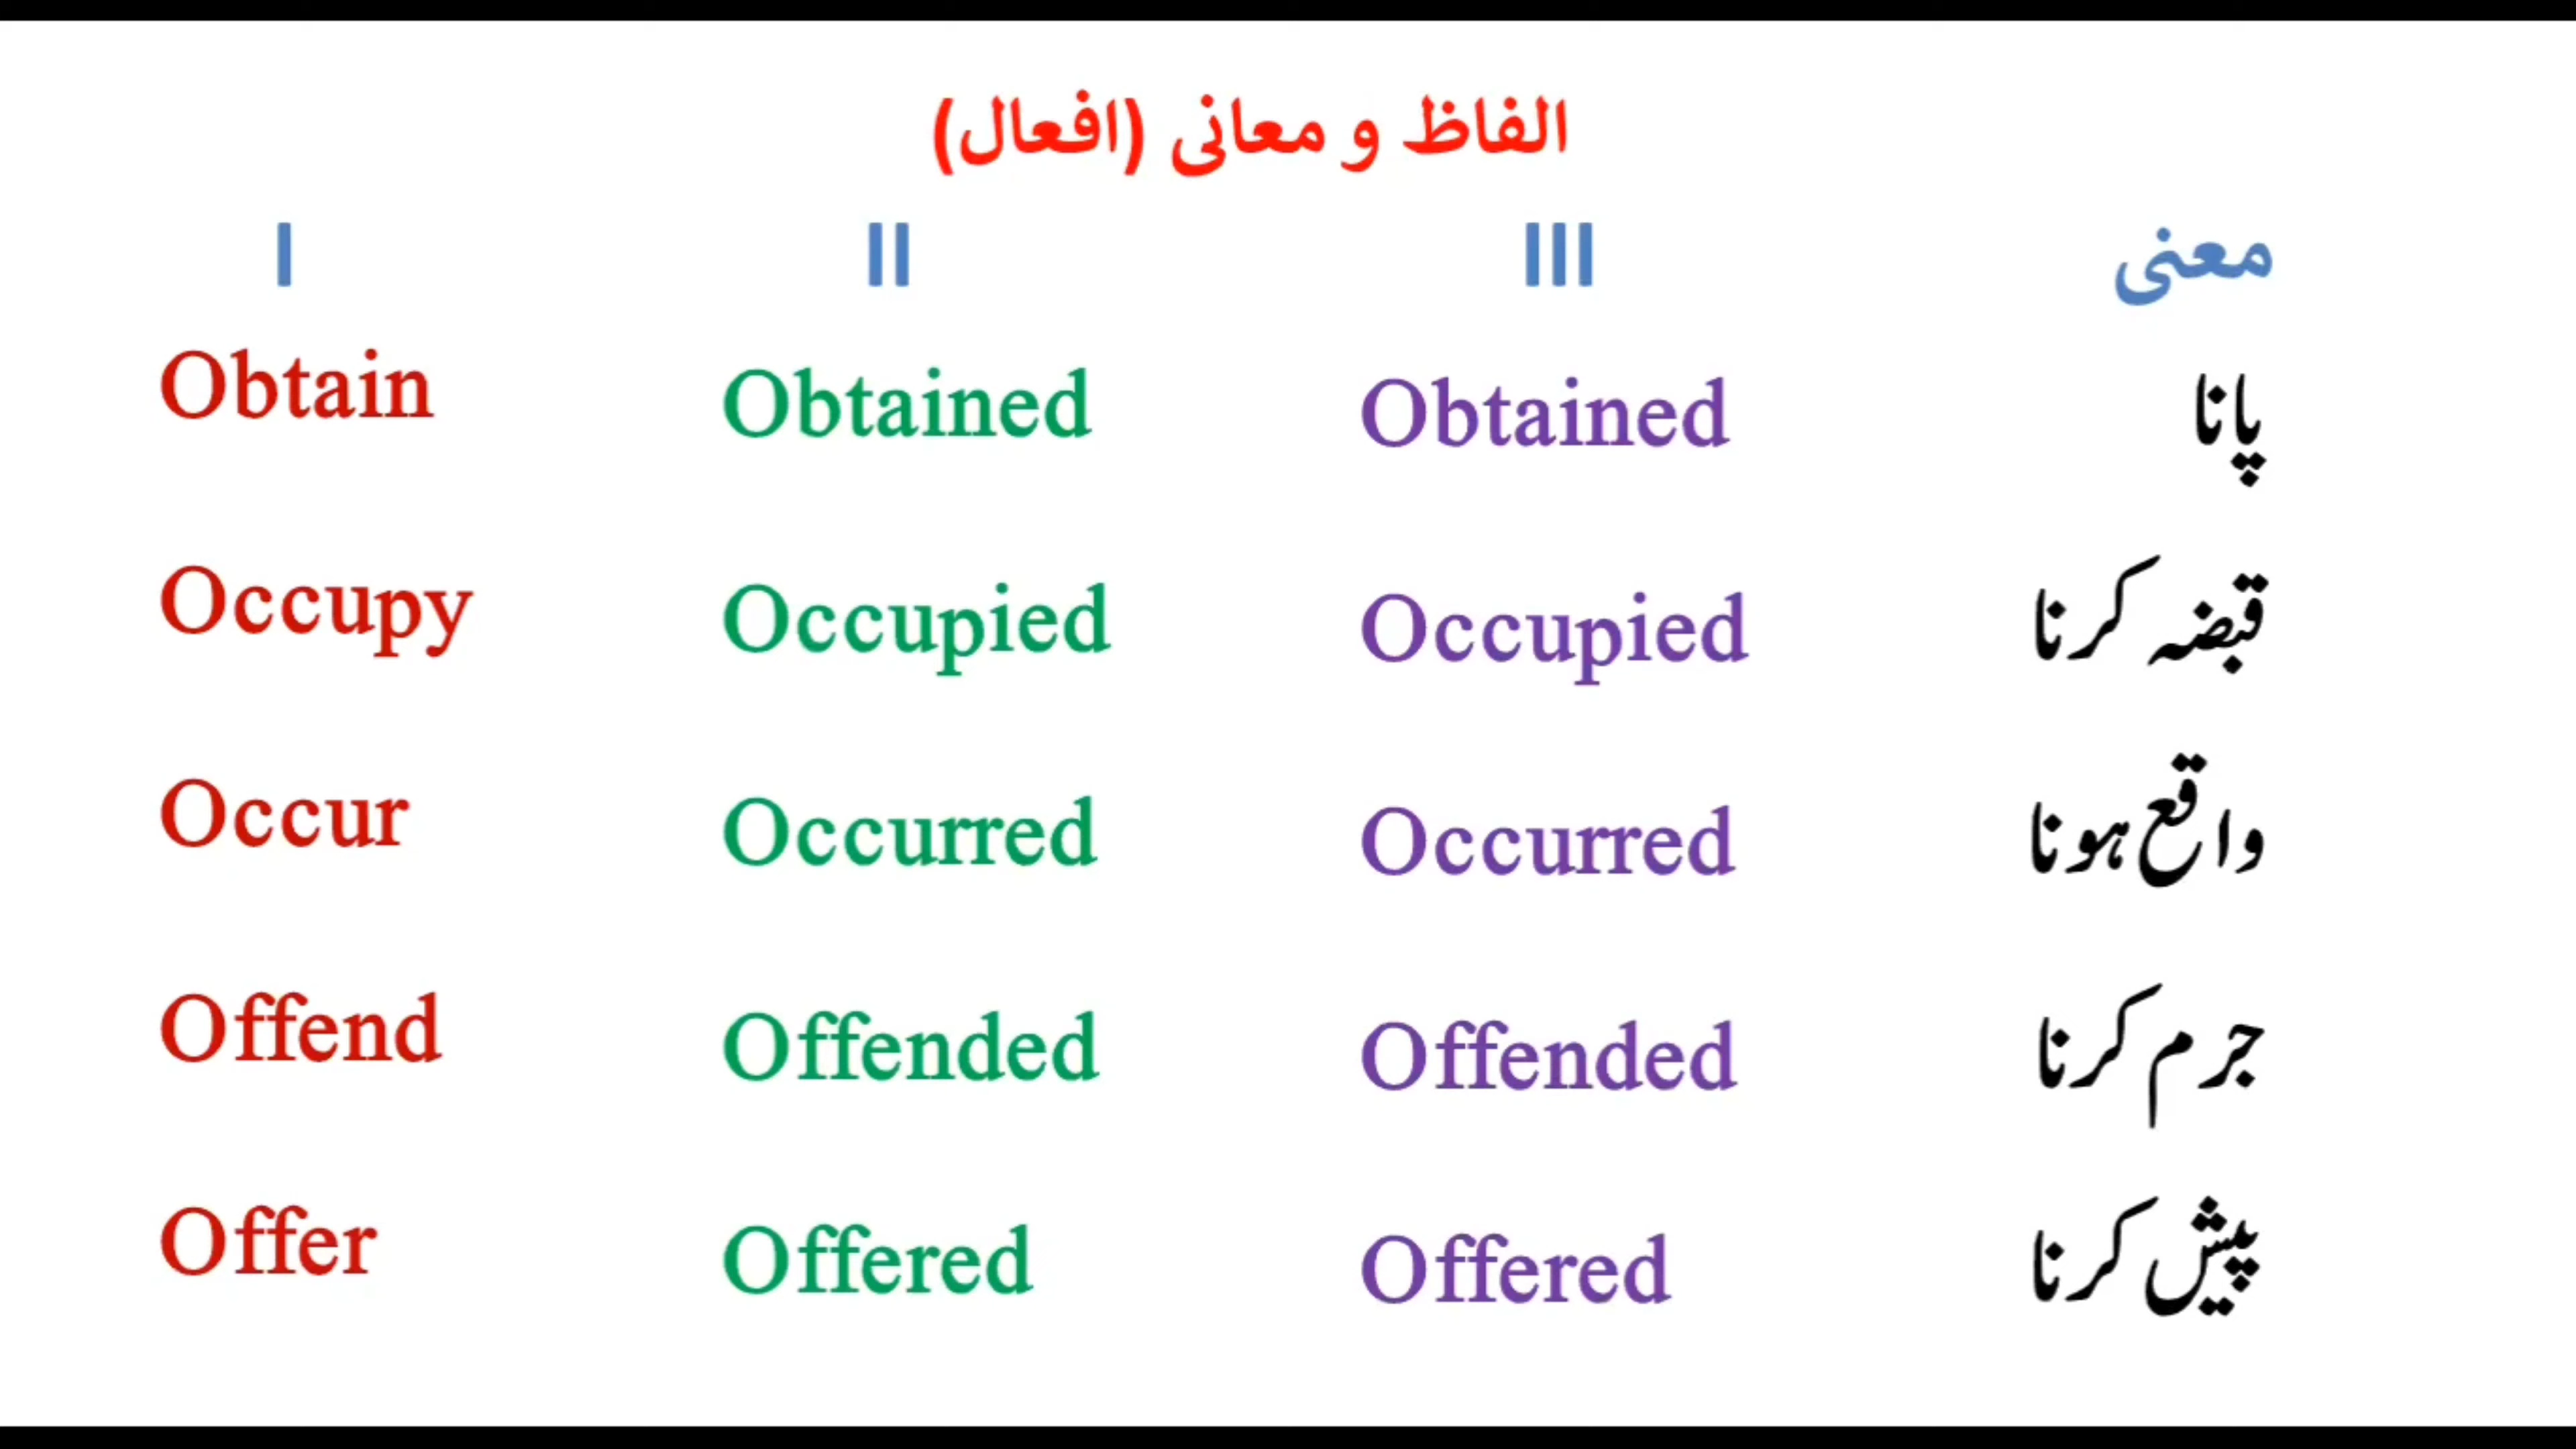 الفاظ و معانی (افعال)
I II III معنی
Obtain Obtained Obtained پانا
Occupy Occupied Occupied قبضہ کرنا
Occur Occurred Occurred واقع ہونا
Offend Offended Offended جرم کرنا
Offer Offered Offered پیش کرنا